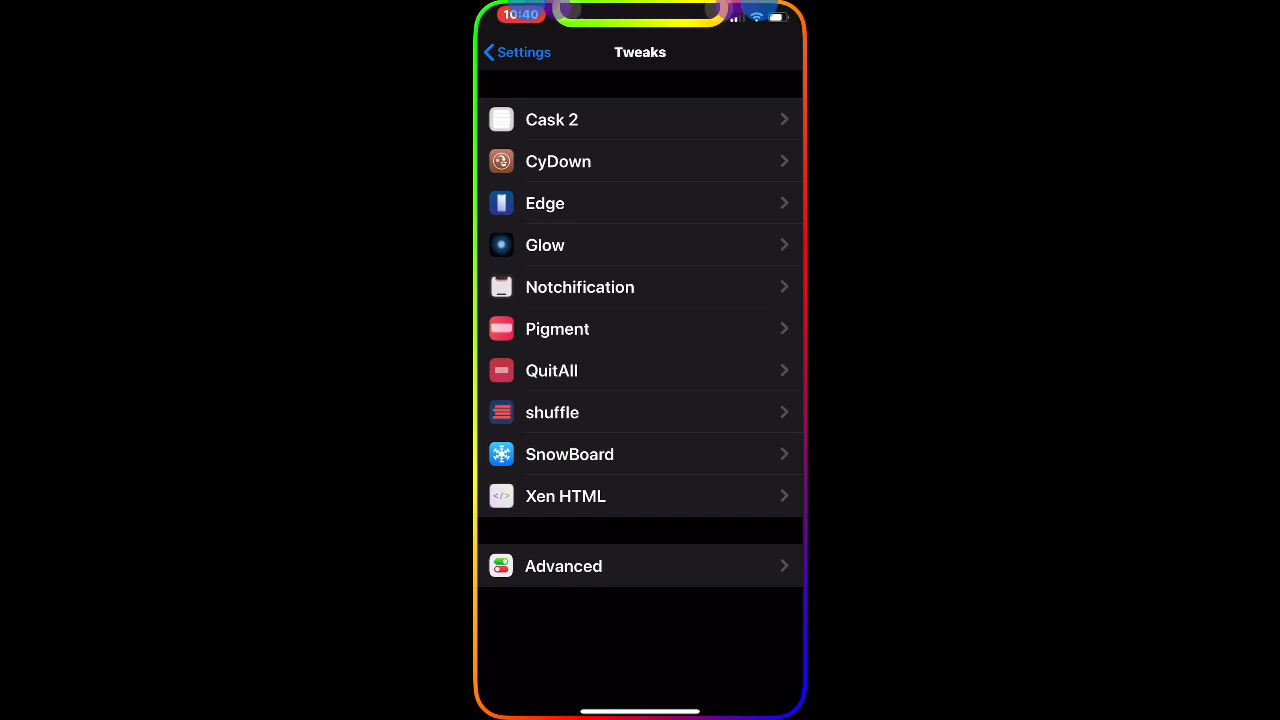 10:40
Settings
Tweaks
Cask 2
CyDown
Edge
Glow
Notchification
Pigment
QuitAll
shuffle
SnowBoard
</>
Xen HTML
Advanced